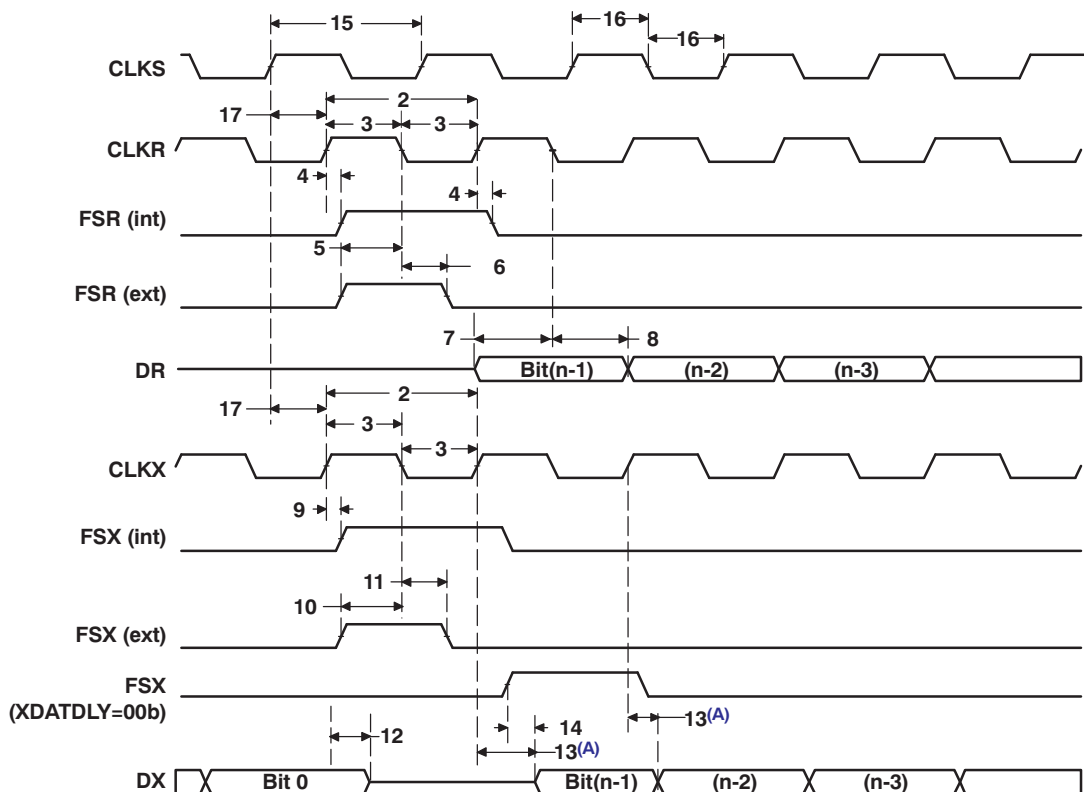 15
16
16
CLKS
2
17
3
3
CLKR
4
4
FSR (int)
5
6
FSR (ext)
7
8
DR
Bit(n-1)
(n-2)
(n-3)
2
17
3
3
CLKX
9
FSX (int)
11
10
FSX (ext)
FSX
(XDATDLY=00b)
13(A)
14
12
13(A)
DX
Bit 0
Bit(n-1)
(n-2)
(n-3)